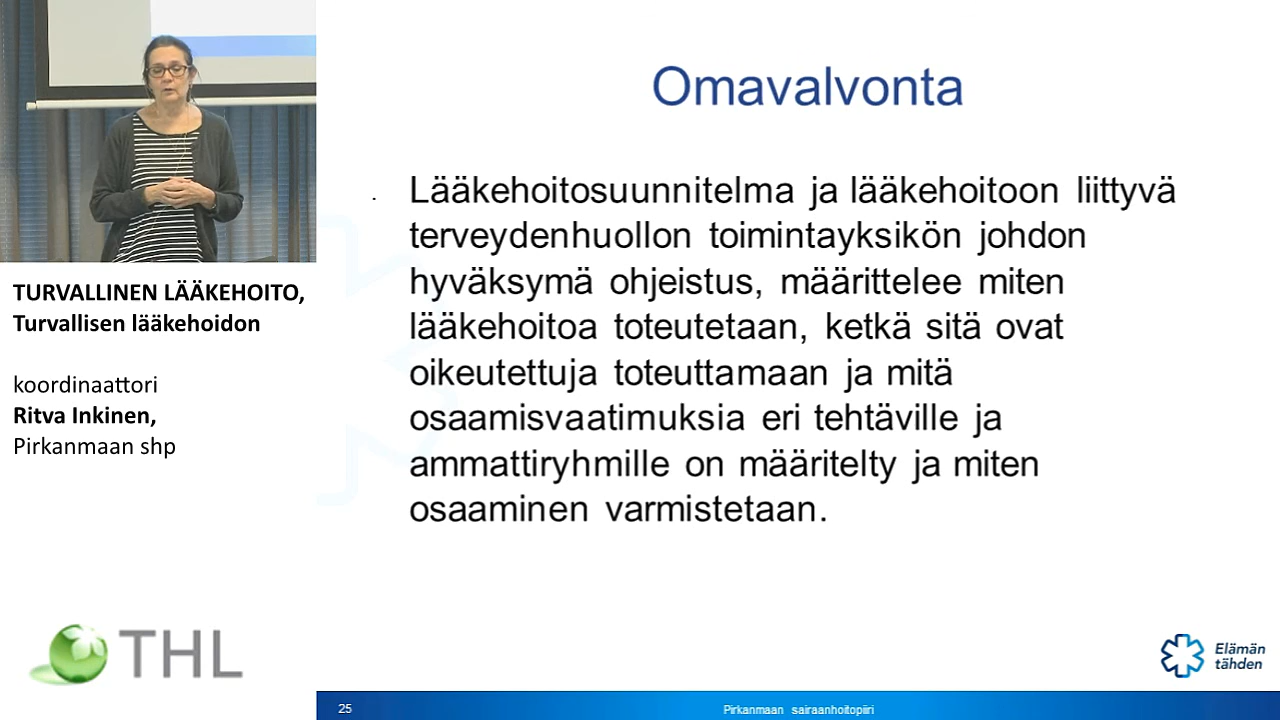 TURVALLINEN LÄÄKEHOITO,
Turvallisen lääkehoidon
koordinaattori
Ritva Inkinen,
Pirkanmaan shp
THL
Omavalvonta
Lääkehoitosuunnitelma ja lääkehoitoon liittyvä
terveydenhuollon toimintayksikön johdon
hyväksymä ohjeistus, määrittelee miten
lääkehoitoa toteutetaan, ketkä sitä ovat
oikeutettuja toteuttamaan ja mitä
osaamisvaatimuksia eri tehtäville ja
ammattiryhmille on määritelty ja miten
osaaminen varmistetaan.
Elämän
tähden
25
Pirkanmaan sairaanhoitopiiri